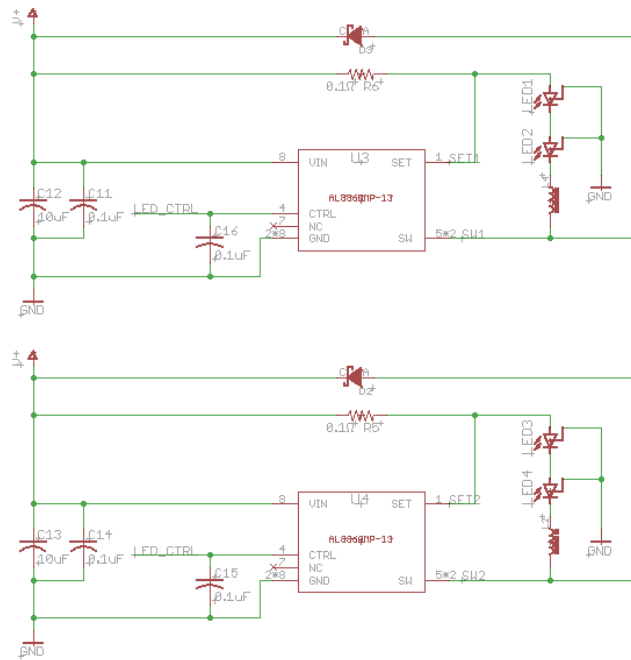 V+
C A
D3
0.1Ω R6
LED1
LED2
U3
8 VIN SET 1 SET1
4 CTRL
7 NC
2*8 GND SW 5*2 SW1
C12
10uF
C11
0.1uF
LED_CTRL
C16
0.1uF
GND
GND
V+
C A
D2
0.1Ω R5
LED3
LED4
U4
8 VIN SET 1 SET2
4 CTRL
7 NC
2*8 GND SW 5*2 SW2
C13
10uF
C14
0.1uF
LED_CTRL
C15
0.1uF
GND
GND